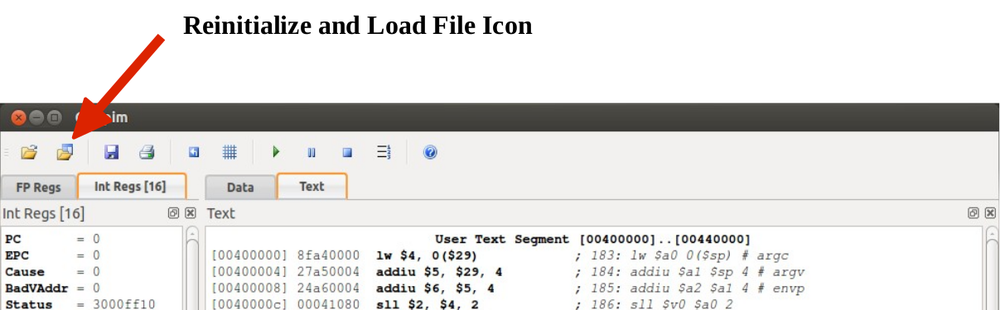 Reinitialize and Load File Icon
FP Regs Int Regs [16] Data Text
Int Regs [16] Text
PC = 0
EPC = 0
Cause = 0
BadVAddr = 0
Status = 3000ff10
User Text Segment [00400000]..[00440000]
[00400000] 8fa40000 lw $4, 0($29) ; 183: lw $a0 0($sp) # argc
[00400004] 27a50004 addiu $5, $29, 4 ; 184: addiu $a1 $sp 4 # argv
[00400008] 24a60004 addiu $6, $5, 4 ; 185: addiu $a2 $a1 4 # envp
[0040000c] 00041080 sll $2, $4, 2 ; 186: sll $v0 $a0 2